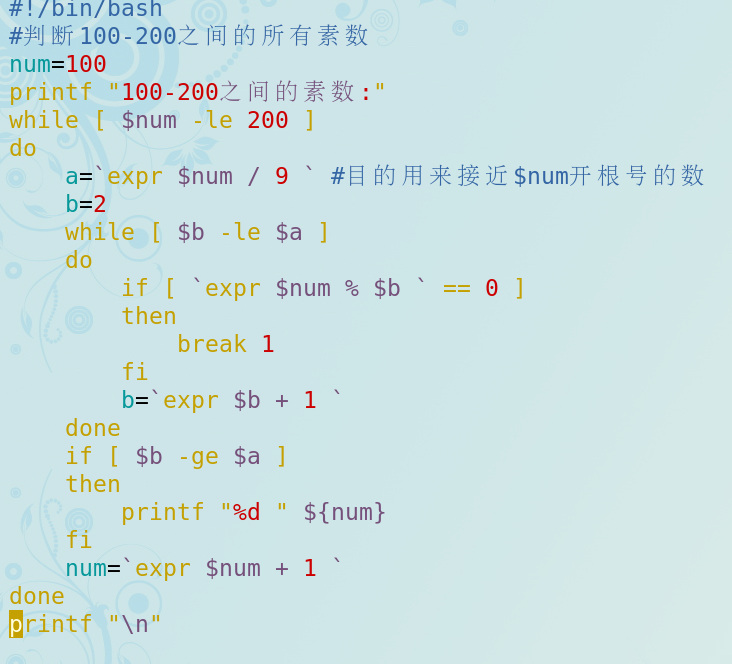 #!/bin/bash
#判断100-200之间的所有素数
num=100
printf "100-200之间的素数:"
while [ $num -le 200 ]
do
    a=`expr $num / 9 ` #目的用来接近$num开根号的数
    b=2
    while [ $b -le $a ]
    do
        if [ `expr $num % $b ` == 0 ]
        then
            break 1
        fi
        b=`expr $b + 1 `
    done
    if [ $b -ge $a ]
    then
        printf "%d " ${num}
    fi
    num=`expr $num + 1 `
done
printf "\n"